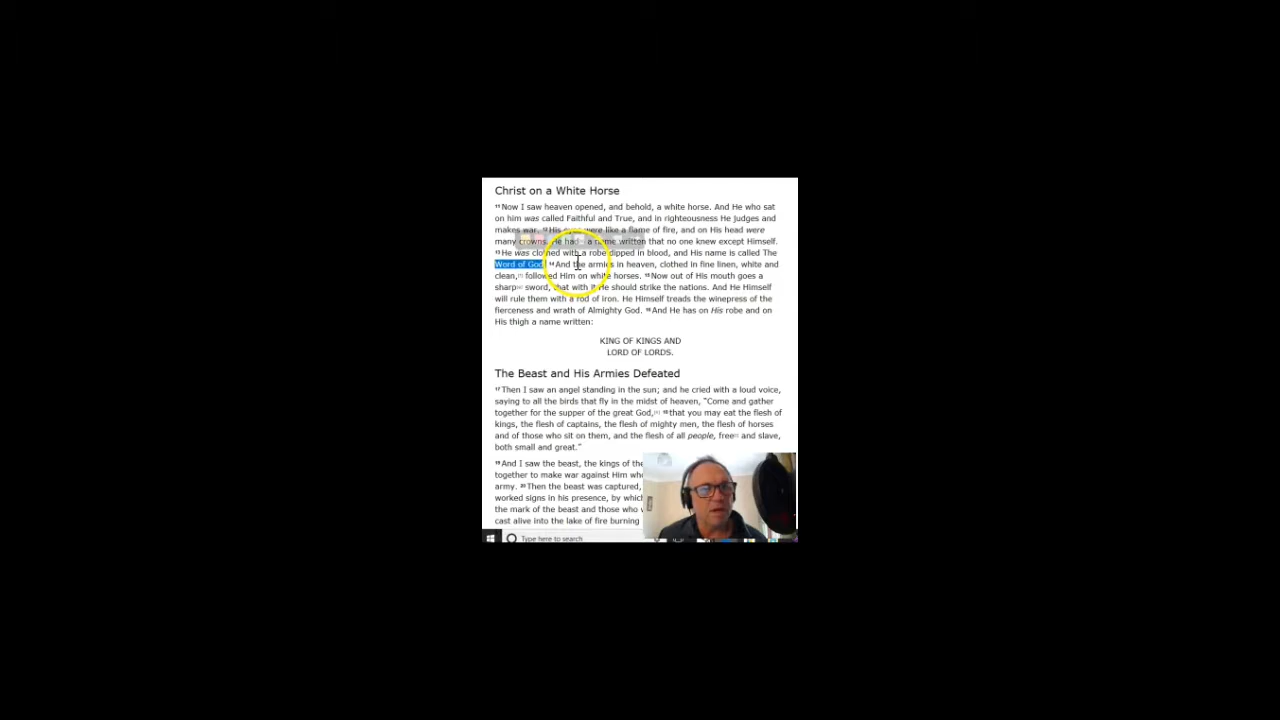 Christ on a White Horse
11 Now I saw heaven opened, and behold, a white horse. And He who sat
on him was called Faithful and True, and in righteousness He judges and
makes war. 12 His eyes were like a flame of fire, and on His head were
many crowns. He had a name written that no one knew except Himself.
13 He was clothed with a robe dipped in blood, and His name is called The
Word of God. 14 And the armies in heaven, clothed in fine linen, white and
clean, followed Him on white horses. 15 Now out of His mouth goes a
sharp sword, that with it He should strike the nations. And He Himself
will rule them with a rod of iron. He Himself treads the winepress of the
fierceness and wrath of Almighty God. 16 And He has on His robe and on
His thigh a name written:
KING OF KINGS AND
LORD OF LORDS.
The Beast and His Armies Defeated
17 Then I saw an angel standing in the sun; and he cried with a loud voice,
saying to all the birds that fly in the midst of heaven, “Come and gather
together for the supper of the great God, 18 that you may eat the flesh of
kings, the flesh of captains, the flesh of mighty men, the flesh of horses
and of those who sit on them, and the flesh of all people, free and slave,
both small and great.”
19 And I saw the beast, the kings of the
together to make war against Him who
army. 20 Then the beast was captured,
worked signs in his presence, by which
the mark of the beast and those who
cast alive into the lake of fire burning
Type here to search